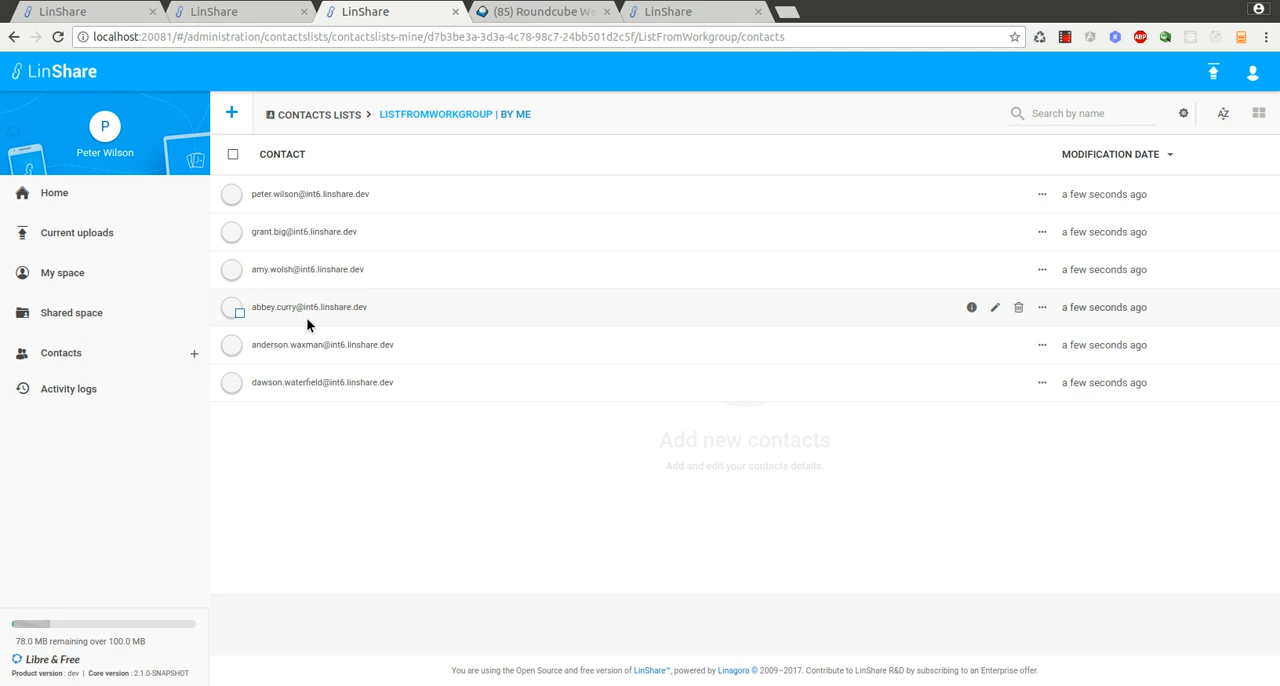 LinShare
LinShare
LinShare
(85) Roundcube We
LinShare
localhost:20081/#/administration/contactslists/contactslists-mine/d7b3be3a-3d3a-4c78-98c7-24bb501d2c5f/ListFromWorkgroup/contacts
ABP
LinShare
P
Peter Wilson
+
CONTACTS LISTS > LISTFROMWORKGROUP | BY ME
Search by name
AZ
CONTACT
MODIFICATION DATE
Home
Current uploads
My space
Shared space
Contacts +
Activity logs
peter.wilson@int6.linshare.dev ... a few seconds ago
grant.big@int6.linshare.dev ... a few seconds ago
amy.wolsh@int6.linshare.dev ... a few seconds ago
abbey.curry@int6.linshare.dev ... a few seconds ago
anderson.waxman@int6.linshare.dev ... a few seconds ago
dawson.waterfield@int6.linshare.dev ... a few seconds ago
Add new contacts
Add and edit your contacts details.
78.0 MB remaining over 100.0 MB
Libre & Free
Product version : dev | Core version : 2.1.0-SNAPSHOT
You are using the Open Source and free version of LinShare™, powered by Linagora © 2009–2017. Contribute to LinShare R&D by subscribing to an Enterprise offer.